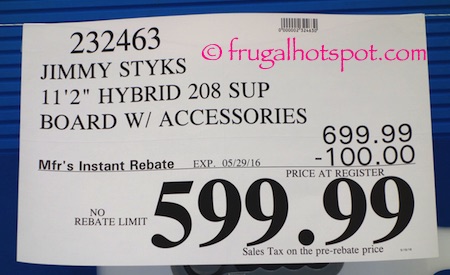 232463
© frugalhotspot.com
JIMMY STYKS
11'2" HYBRID 208 SUP
BOARD W/ ACCESSORIES
699.99
Mfr's Instant Rebate EXP. 05/29/16 -100.00
PRICE AT REGISTER
NO
REBATE LIMIT
599.99
Sales Tax on the pre-rebate price